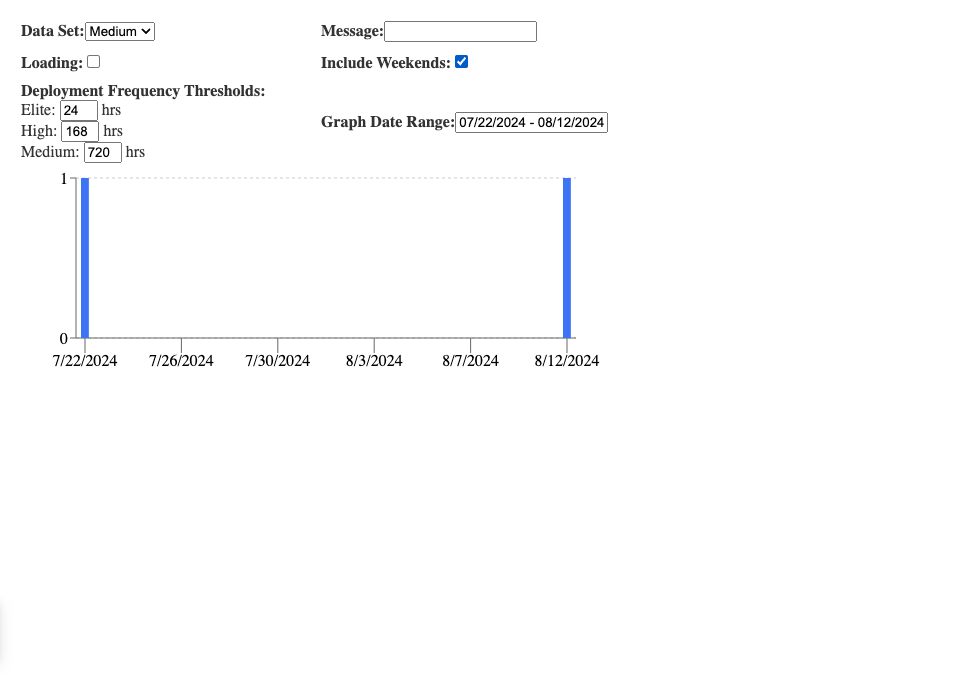 Data Set: Medium
Message:
Loading:
Include Weekends:
Deployment Frequency Thresholds:
Elite: 24 hrs
High: 168 hrs
Medium: 720 hrs
Graph Date Range: 07/22/2024 - 08/12/2024
1
0
7/22/2024 7/26/2024 7/30/2024 8/3/2024 8/7/2024 8/12/2024